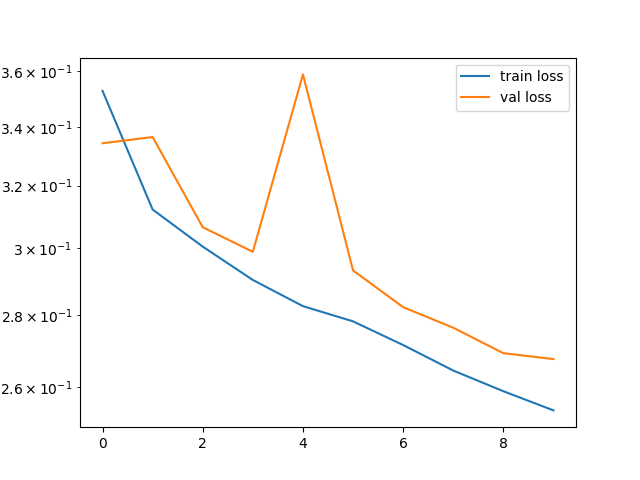 3.6 × 10⁻¹
3.4 × 10⁻¹
3.2 × 10⁻¹
3 × 10⁻¹
2.8 × 10⁻¹
2.6 × 10⁻¹
train loss
val loss
0 2 4 6 8